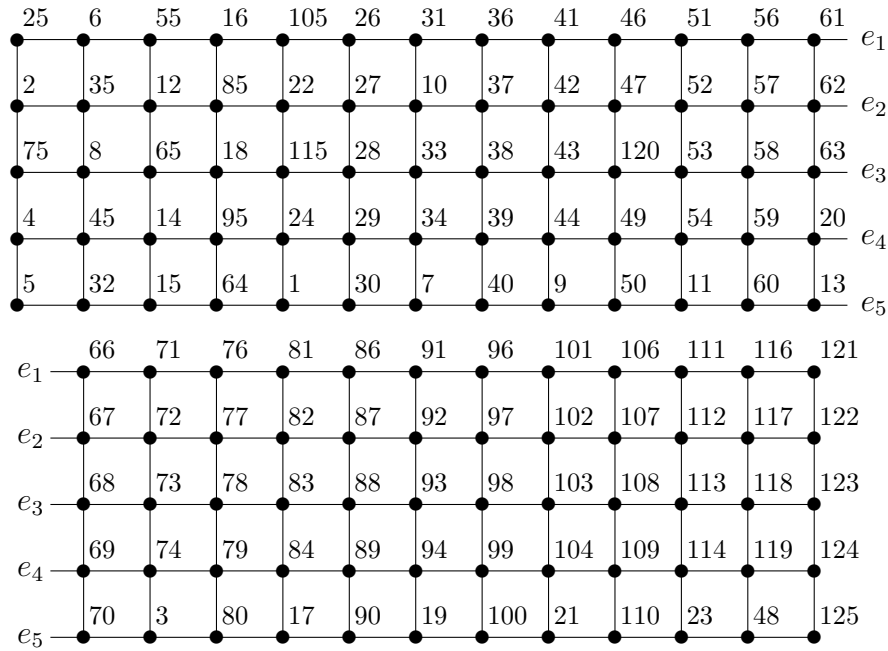 25 6 55 16 105 26 31 36 41 46 51 56 61
e₁
2 35 12 85 22 27 10 37 42 47 52 57 62
e₂
75 8 65 18 115 28 33 38 43 120 53 58 63
e₃
4 45 14 95 24 29 34 39 44 49 54 59 20
e₄
5 32 15 64 1 30 7 40 9 50 11 60 13
e₅
66 71 76 81 86 91 96 101 106 111 116 121
e₁
67 72 77 82 87 92 97 102 107 112 117 122
e₂
68 73 78 83 88 93 98 103 108 113 118 123
e₃
69 74 79 84 89 94 99 104 109 114 119 124
e₄
70 3 80 17 90 19 100 21 110 23 48 125
e₅